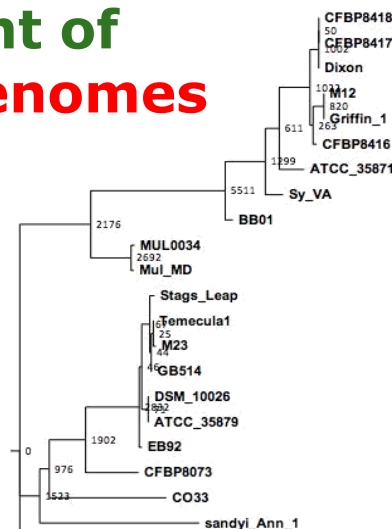 nt of
enomes
CFBP8418
50
CFBP8417
1002
Dixon
M12
820
Griffin_1
263
CFBP8416
611
ATCC_35871
1299
Sy_VA
5511
BB01
2176
MUL0034
2692
Mul_MD
Stags_Leap
Temecula1
25
M23
44
46
GB514
DSM_10026
ATCC_35879
EB92
1902
CFBP8073
0
976
CO33
1523
sandyi_Ann_1